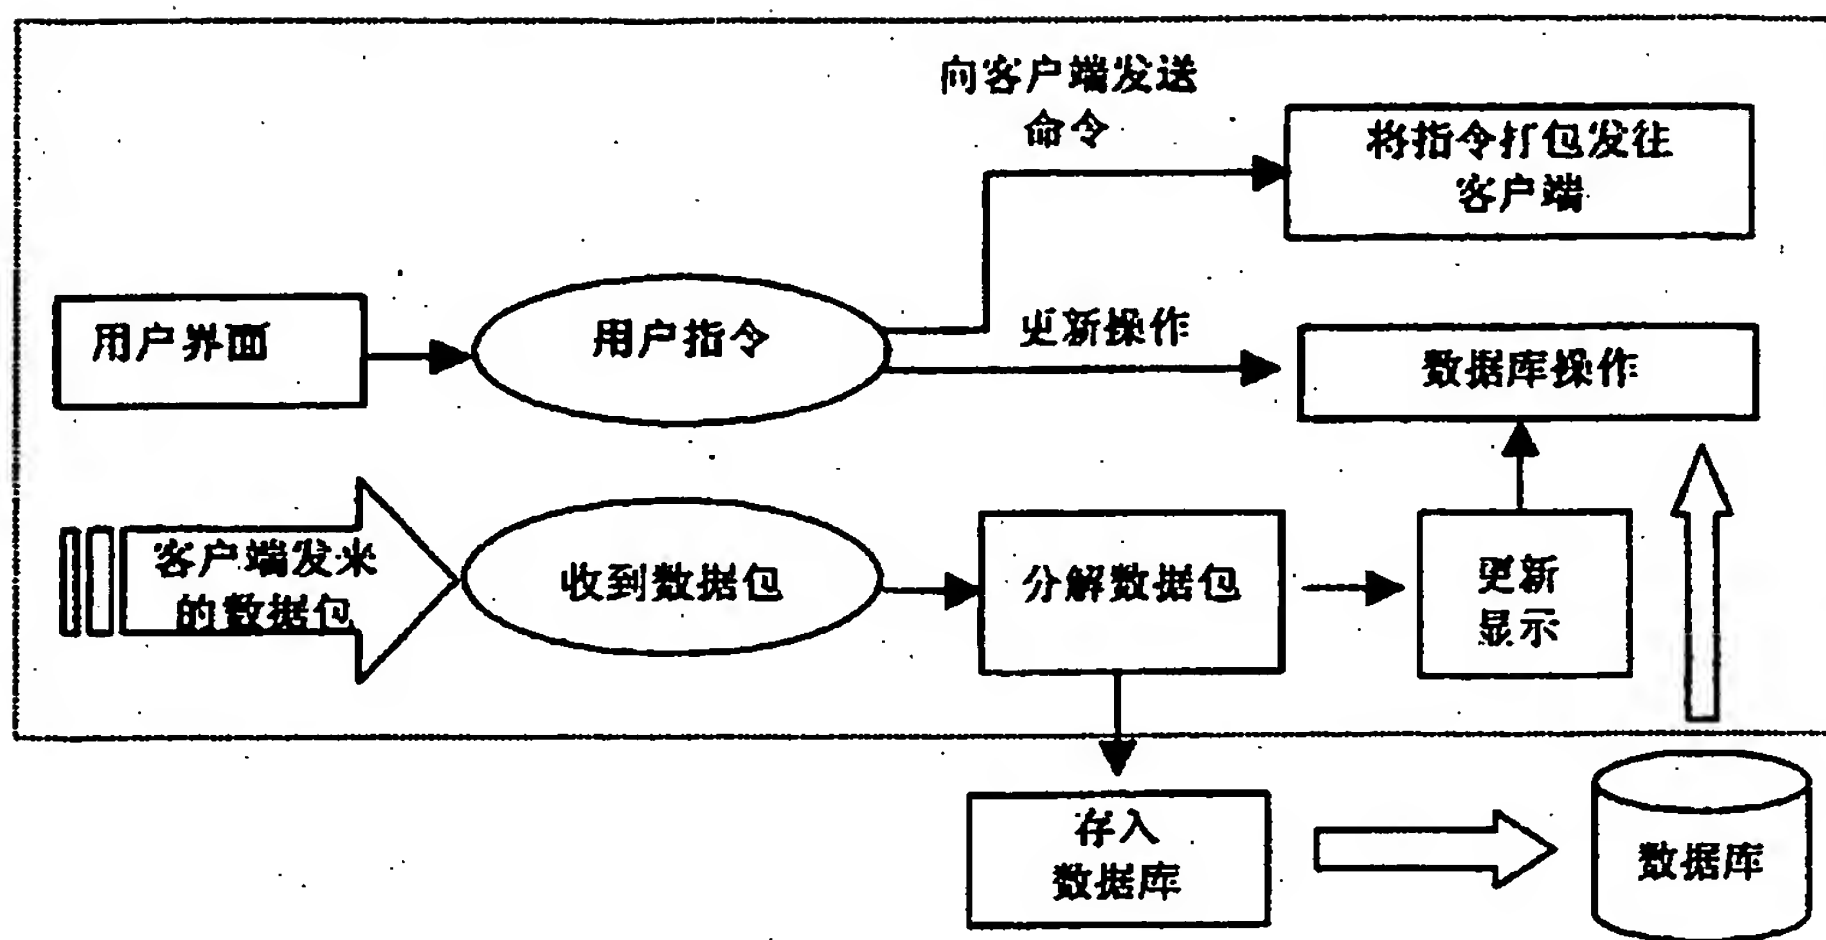 向客户端发送
命令
将指令打包发往
客户端
用户界面
用户指令
更新操作
数据库操作
客户端发来
的数据包
收到数据包
分解数据包
更新
显示
存入
数据库
数据库